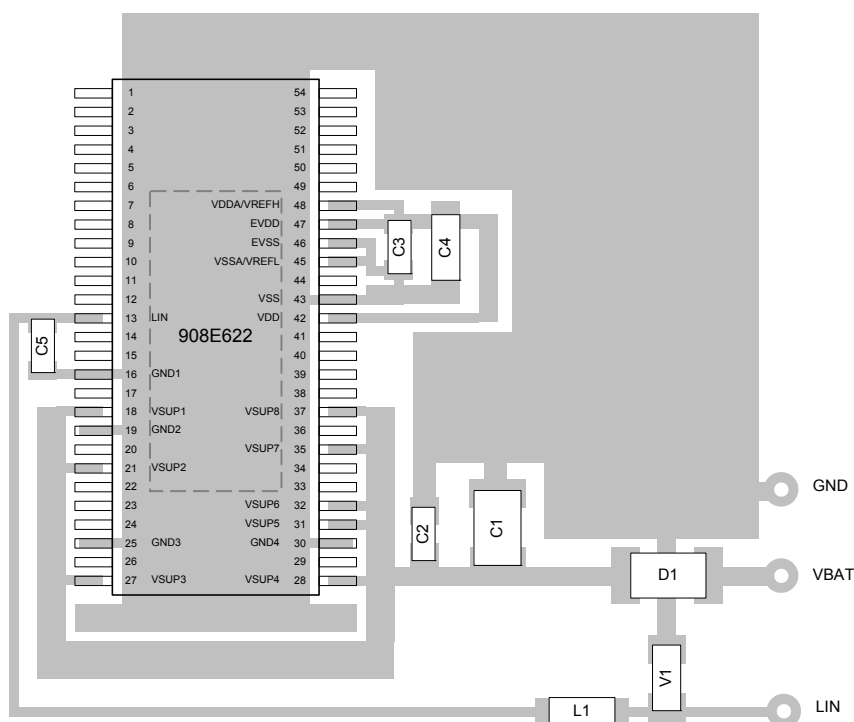 1 54
2 53
3 52
4 51
5 50
6 49
7 VDDA/VREFH 48
8 EVDD 47
9 EVSS 46
10 VSSA/VREFL 45
11 44
12 VSS 43
13 LIN VDD 42
14 908E622 41
15 40
16 GND1 39
17 38
18 VSUP1 VSUP8 37
19 GND2 36
20 VSUP7 35
21 VSUP2 34
22 33
23 VSUP6 32
24 VSUP5 31
25 GND3 GND4 30
26 29
27 VSUP3 VSUP4 28
C3
C4
C5
C2
C1
GND
D1
VBAT
V1
L1
LIN